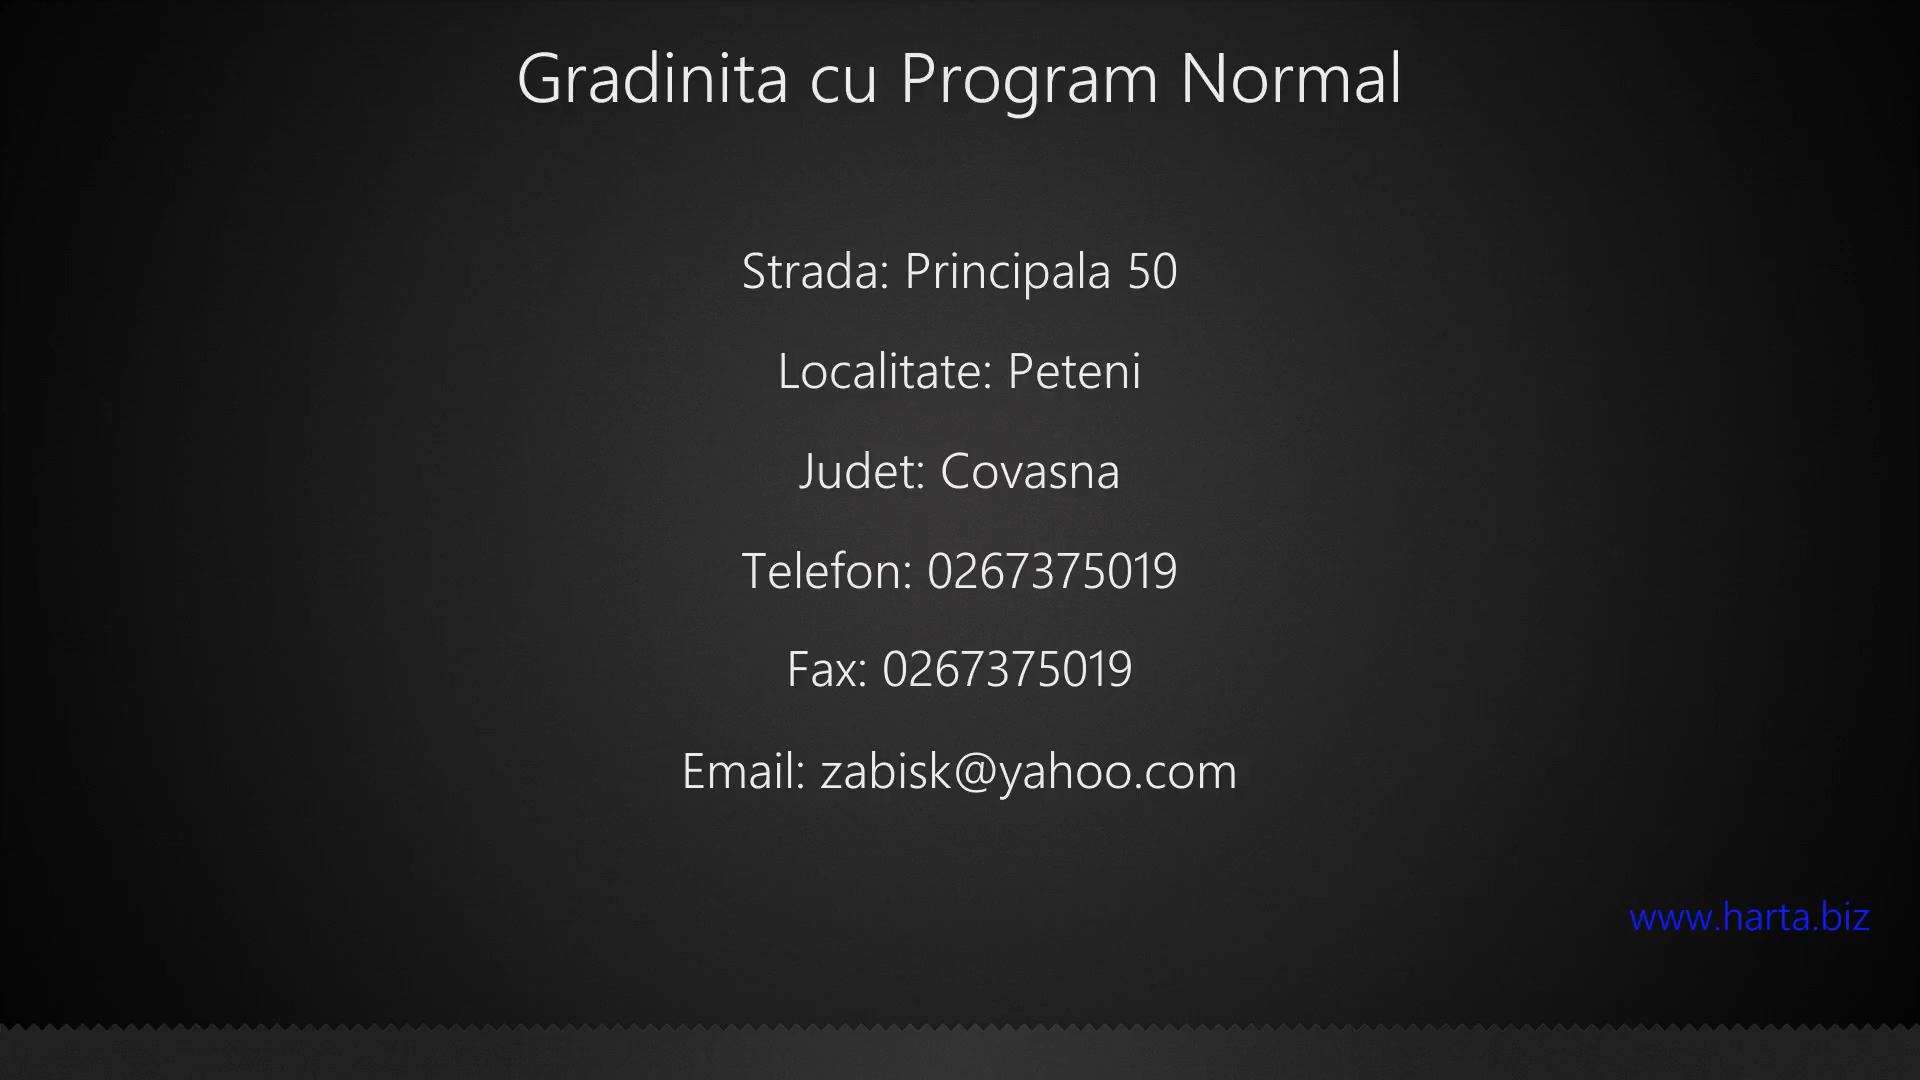 Gradinita cu Program Normal
Strada: Principala 50
Localitate: Peteni
Judet: Covasna
Telefon: 0267375019
Fax: 0267375019
Email: zabisk@yahoo.com
www.harta.biz